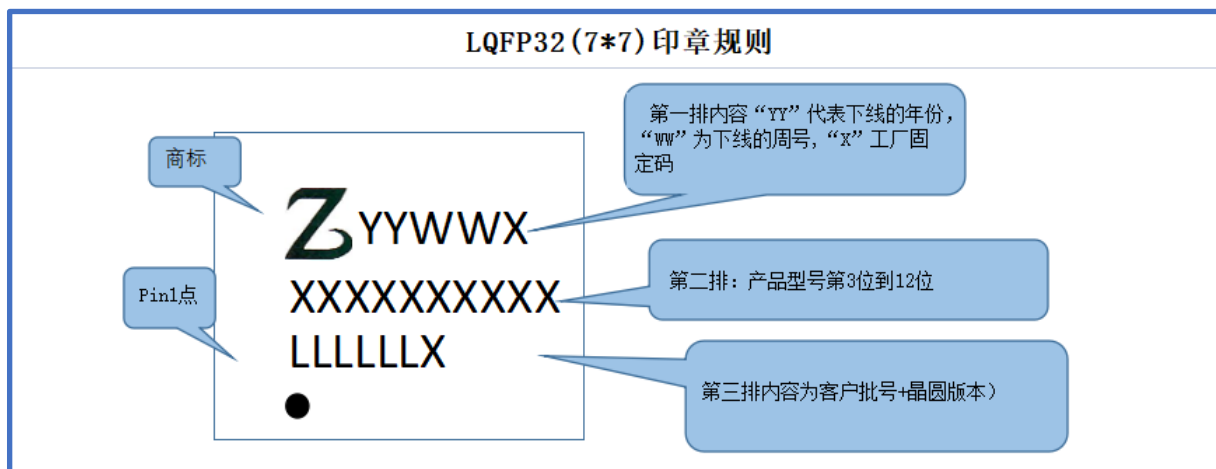 LQFP32(7*7)印章规则
第一排内容“YY”代表下线的年份,
“WW”为下线的周号,“X”工厂固
定码
商标
Z YYWWX
Pin1点
第二排：产品型号第3位到12位
XXXXXXXXXX
LLLLLLX
第三排内容为客户批号+晶圆版本）